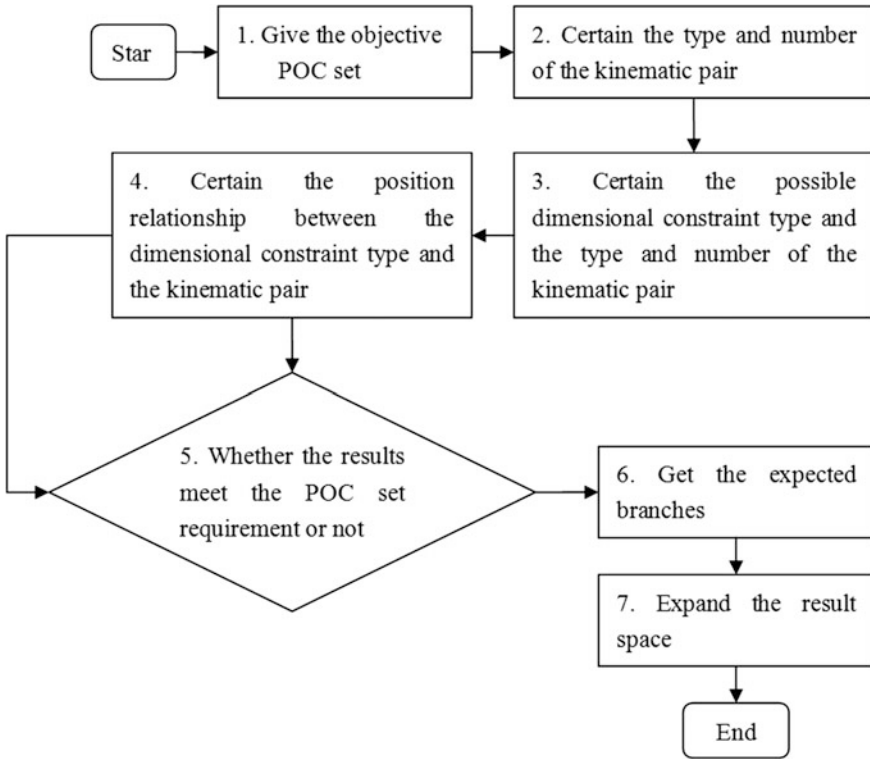 Star
1. Give the objective
POC set
2. Certain the type and number
of the kinematic pair
3. Certain the possible
dimensional constraint type and
the type and number of the
kinematic pair
4. Certain the position
relationship between the
dimensional constraint type and
the kinematic pair
5. Whether the results
meet the POC set
requirement or not
6. Get the expected
branches
7. Expand the result
space
End